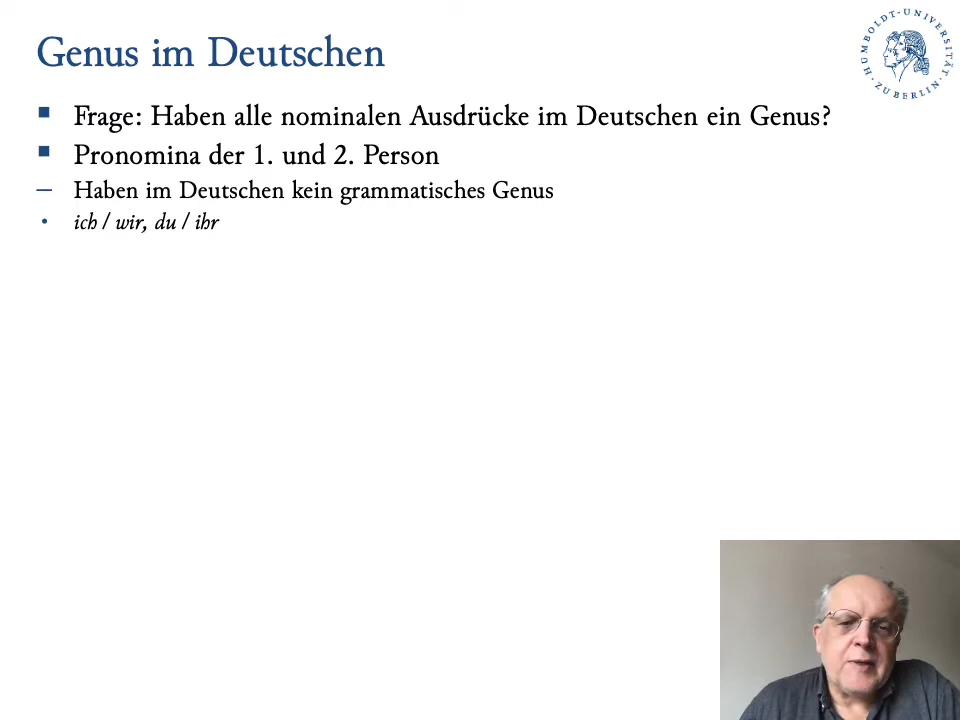 Genus im Deutschen
Frage: Haben alle nominalen Ausdrücke im Deutschen ein Genus?
Pronomina der 1. und 2. Person
Haben im Deutschen kein grammatisches Genus
ich / wir, du / ihr
HUMBOLDT-UNIVERSITÄT
ZU BERLIN